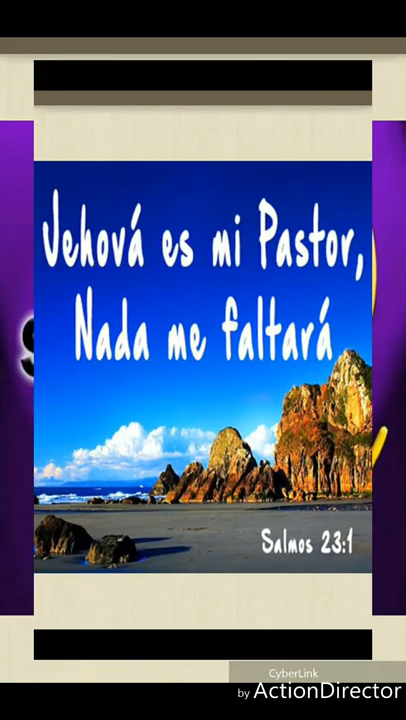 Jehová es mi Pastor,
Nada me faltará
Salmos 23:1
CyberLink
by ActionDirector